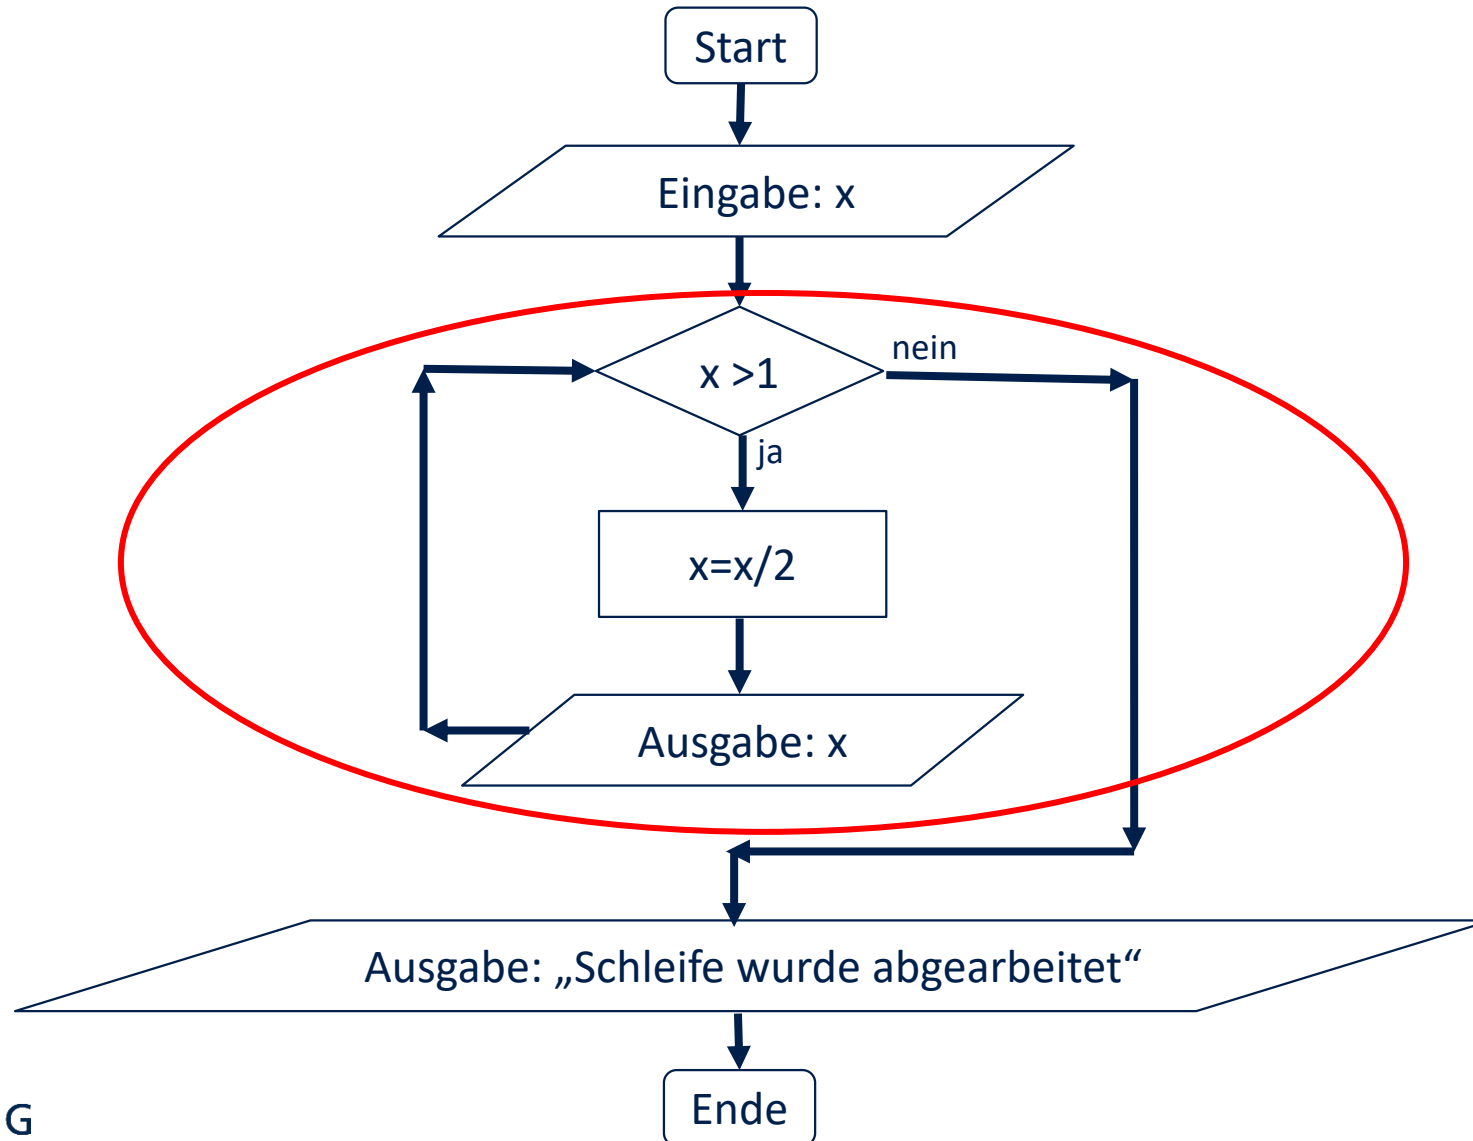 Start
Eingabe: x
x >1
nein
ja
x=x/2
Ausgabe: x
Ausgabe: „Schleife wurde abgearbeitet“
Ende
G